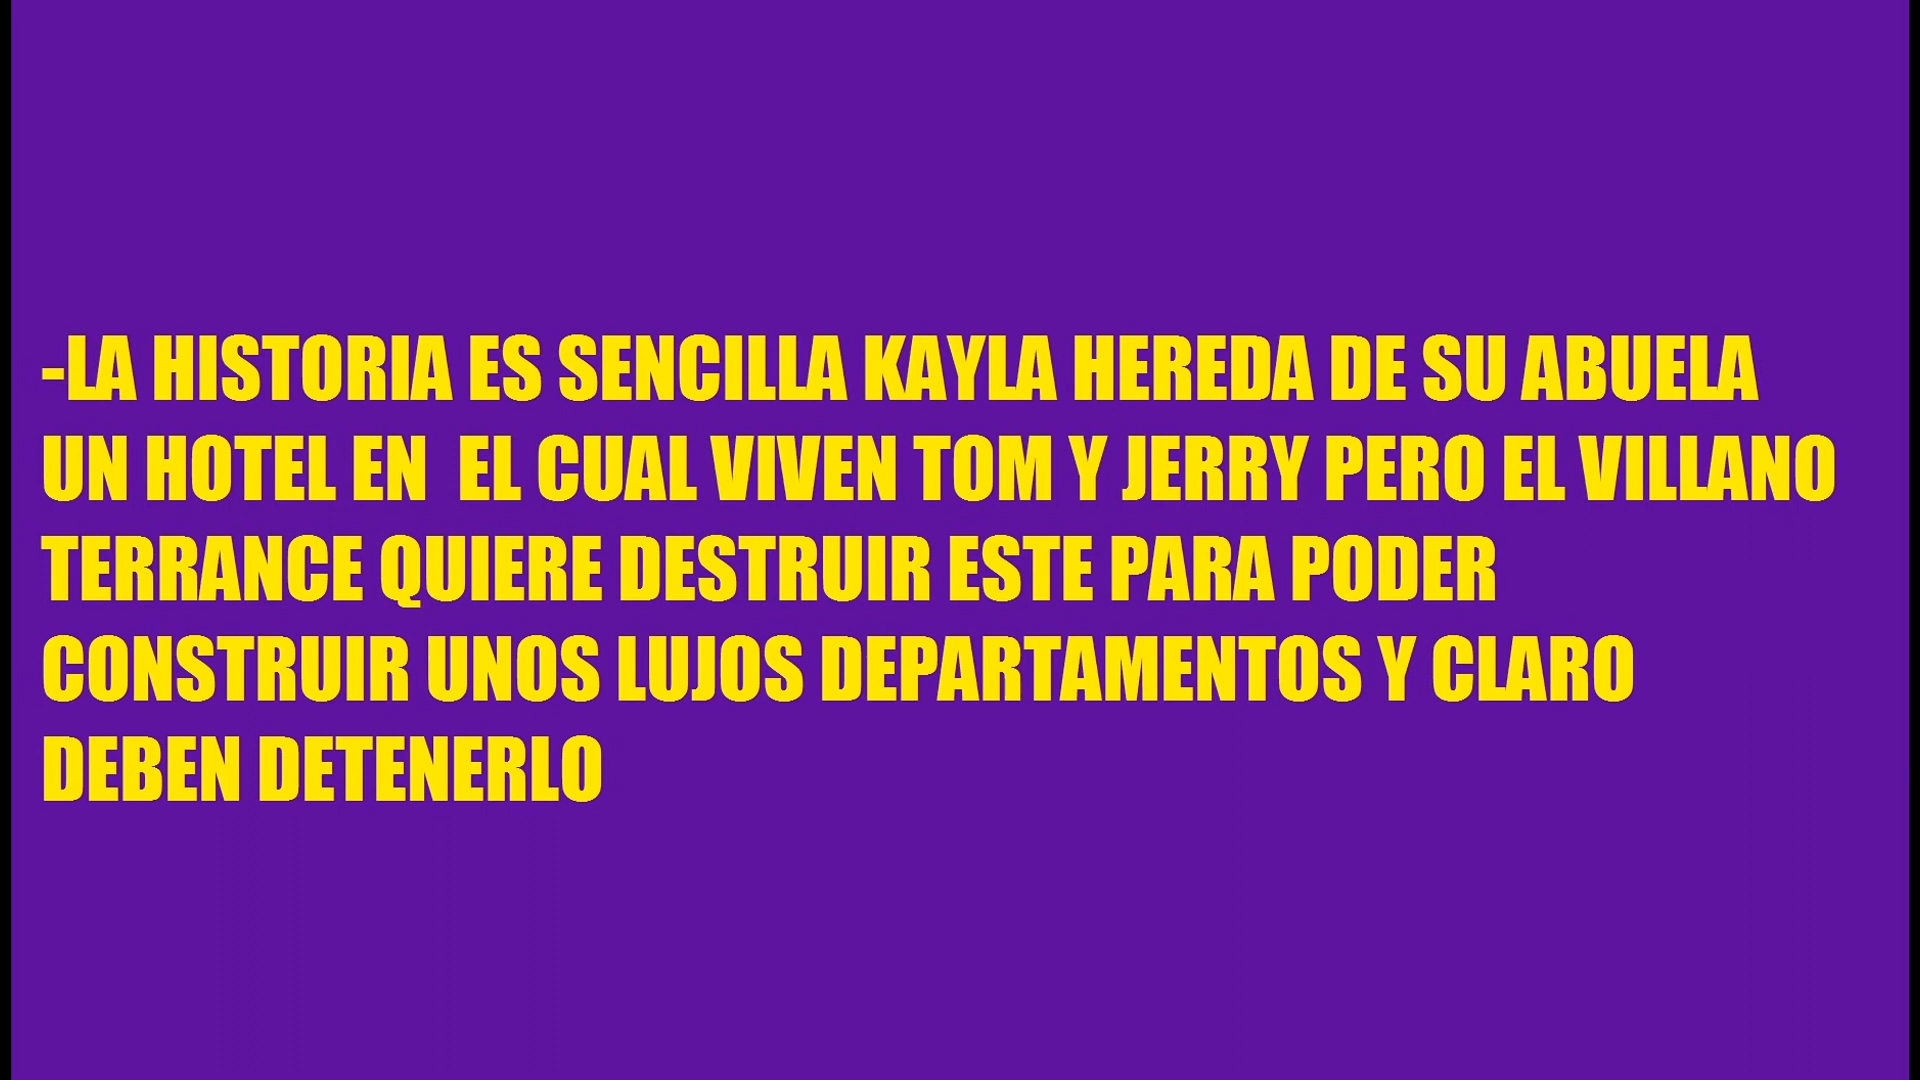 -LA HISTORIA ES SENCILLA KAYLA HEREDA DE SU ABUELA
UN HOTEL EN  EL CUAL VIVEN TOM Y JERRY PERO EL VILLANO
TERRANCE QUIERE DESTRUIR ESTE PARA PODER
CONSTRUIR UNOS LUJOS DEPARTAMENTOS Y CLARO
DEBEN DETENERLO